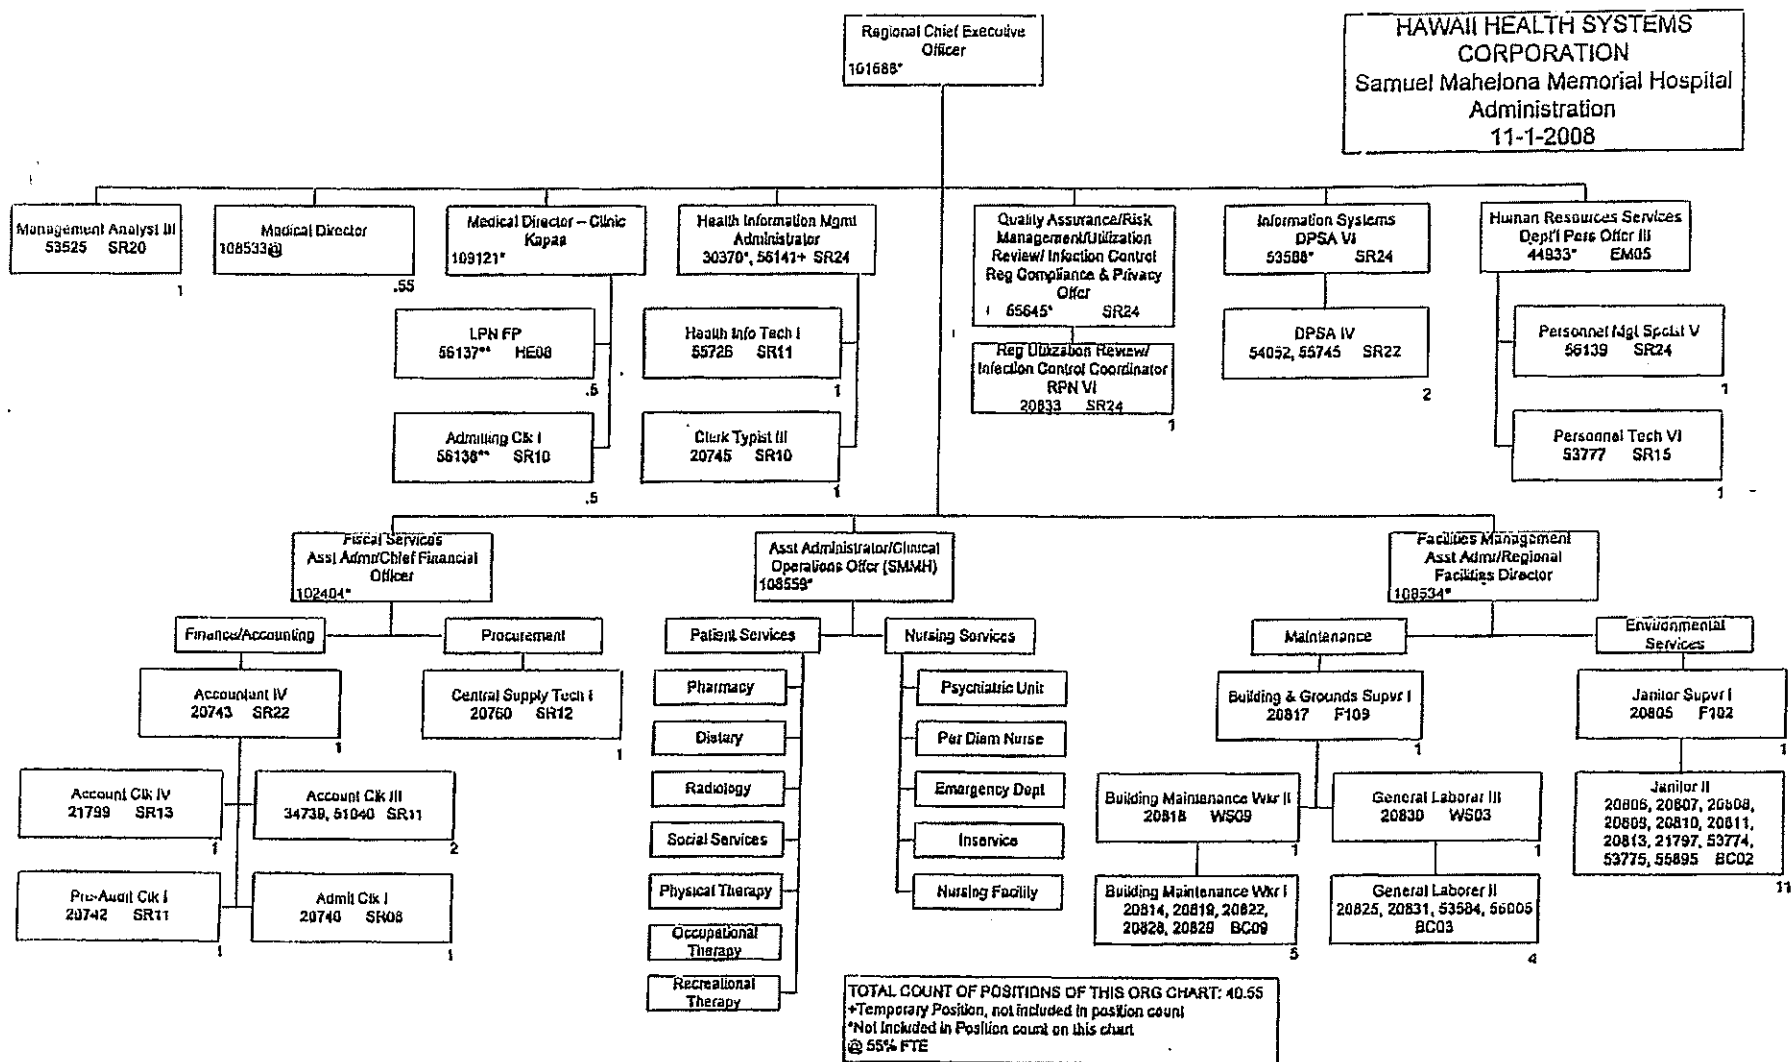 Regional Chief Executive
Officer
101688*
HAWAII HEALTH SYSTEMS
CORPORATION
Samuel Mahelona Memorial Hospital
Administration
11-1-2008
Management Analyst III
53525 SR20
1
Medical Director
108533@
.55
Medical Director – Clinic
Kapaa
109121*
LPN FP
56137** HE08
.5
Admitting Clk I
56138** SR10
.5
Health Information Mgmt
Administrator
30370*, 56141+ SR24
Health Info Tech I
55726 SR11
1
Clerk Typist III
20745 SR10
1
Quality Assurance/Risk
Management/Utilization
Review/ Infection Control
Reg Compliance & Privacy
Offcr
55645* SR24
Reg Utilization Review/
Infection Control Coordinator
RPN VI
20833 SR24
1
Information Systems
DPSA VI
53588* SR24
DPSA IV
54052, 55745 SR22
2
Human Resources Services
Dept'l Pers Offcr III
44933* EM05
Personnel Mgt Spclst V
56139 SR24
1
Personnel Tech VI
53777 SR15
1
Fiscal Services
Asst Admr/Chief Financial
Officer
102404*
Finance/Accounting
Procurement
Accountant IV
20743 SR22
1
Central Supply Tech I
20760 SR12
1
Account Clk IV
21799 SR13
1
Account Clk III
34739, 51040 SR11
2
Pre-Audit Clk I
20742 SR11
1
Admit Clk I
20740 SR08
1
Asst Administrator/Clinical
Operations Offcr (SMMH)
108559*
Patient Services
Nursing Services
Pharmacy
Dietary
Radiology
Social Services
Physical Therapy
Occupational
Therapy
Recreational
Therapy
Psychiatric Unit
Per Diem Nurse
Emergency Dept
Inservice
Nursing Facility
Facilities Management
Asst Admr/Regional
Facilities Director
108534*
Maintenance
Environmental
Services
Building & Grounds Supvr I
20817 F109
1
Janitor Supvr I
20805 F102
1
Building Maintenance Wkr II
20818 WS09
1
General Laborer III
20830 WS03
1
Janitor II
20806, 20807, 20808,
20809, 20810, 20811,
20813, 21797, 53774,
53775, 55895 BC02
11
Building Maintenance Wkr I
20814, 20819, 20822,
20828, 20829 BC09
5
General Laborer II
20825, 20831, 53584, 56005
BC03
4
TOTAL COUNT OF POSITIONS OF THIS ORG CHART: 40.55
+Temporary Position, not included in position count
*Not Included in Position count on this chart
@ 55% FTE